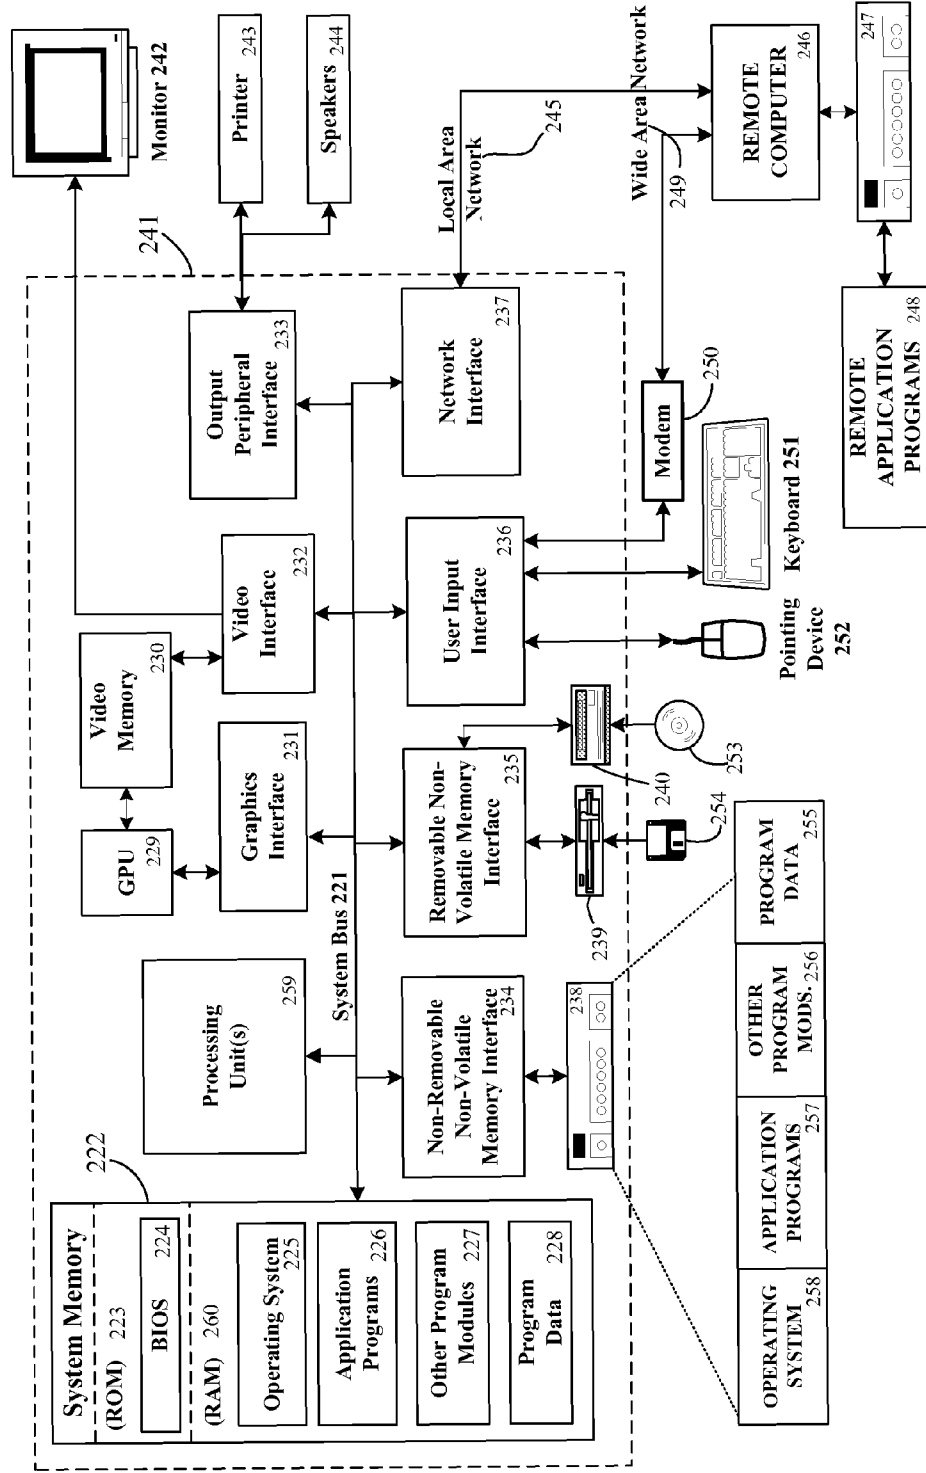 System Memory
222
(ROM) 223
BIOS 224
(RAM) 260
Operating System
225
Application
Programs 226
Other Program
Modules 227
Program
Data 228
Processing
Unit(s)
259
System Bus 221
GPU
229
Video
Memory
230
Graphics
Interface
231
Video
Interface
232
Output
Peripheral
Interface
233
241
Monitor 242
Printer 243
Speakers 244
Non-Removable
Non-Volatile
Memory Interface
234
Removable Non-
Volatile Memory
Interface
235
User Input
Interface
236
Network
Interface
237
Local Area
Network
245
238
239
240
254
253
Pointing
Device
252
Keyboard 251
Modem
250
Wide Area Network
249
REMOTE
COMPUTER
246
247
REMOTE
APPLICATION
PROGRAMS 248
OPERATING
SYSTEM
258
APPLICATION
PROGRAMS
257
OTHER
PROGRAM
MODS. 256
PROGRAM
DATA
255